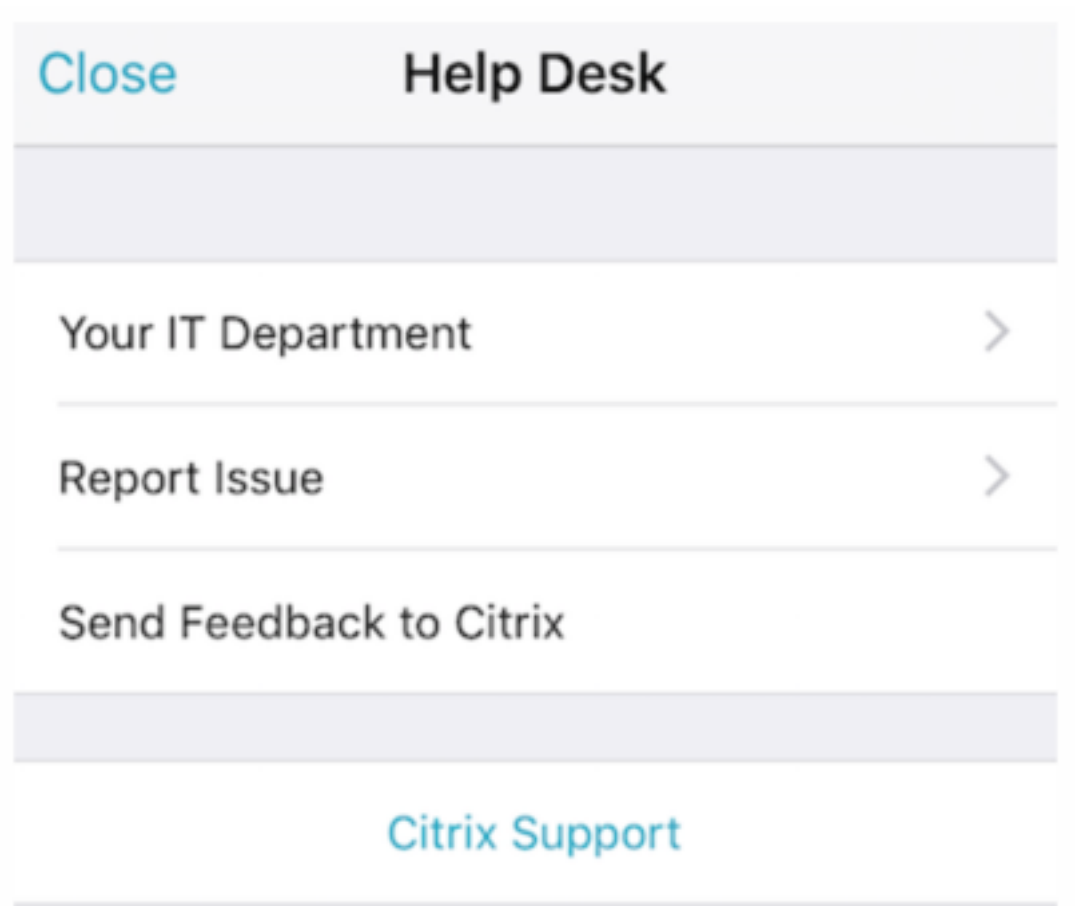 Close
Help Desk
Your IT Department
Report Issue
Send Feedback to Citrix
Citrix Support